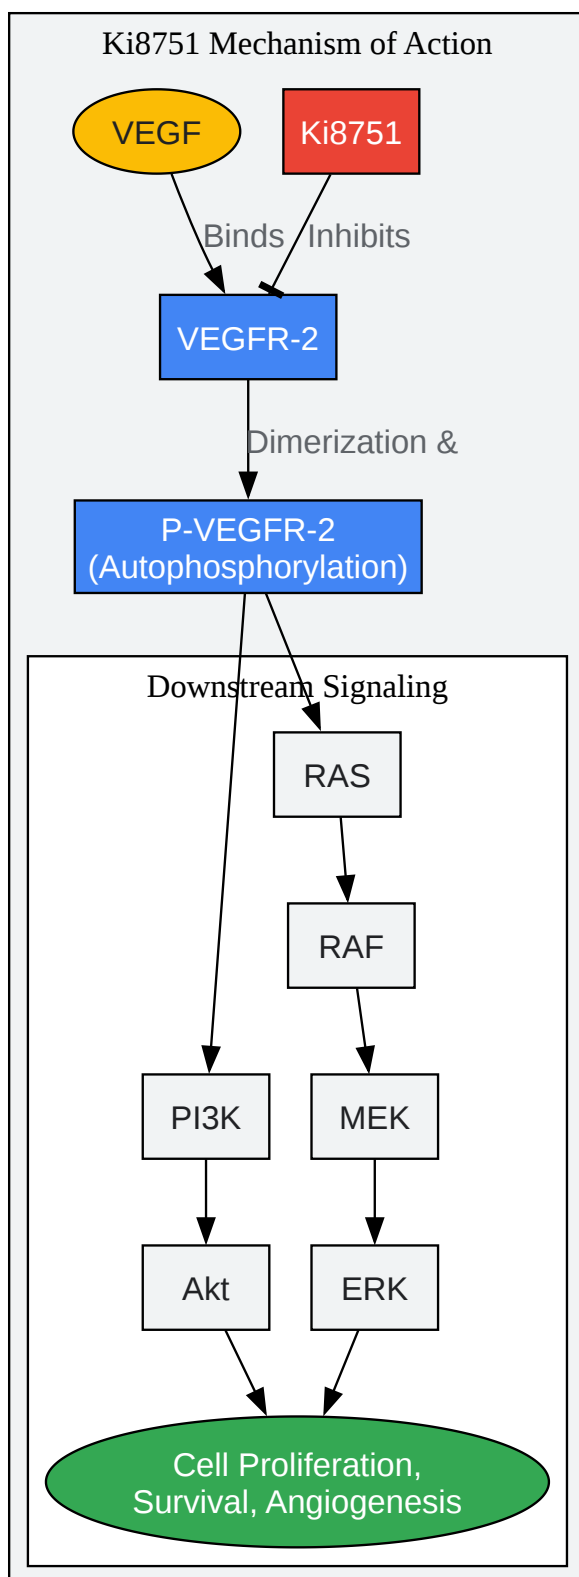 Ki8751 Mechanism of Action
VEGF
Ki8751
Binds
Inhibits
VEGFR-2
Dimerization &
P-VEGFR-2
(Autophosphorylation)
Downstream Signaling
RAS
RAF
PI3K
MEK
Akt
ERK
Cell Proliferation,
Survival, Angiogenesis